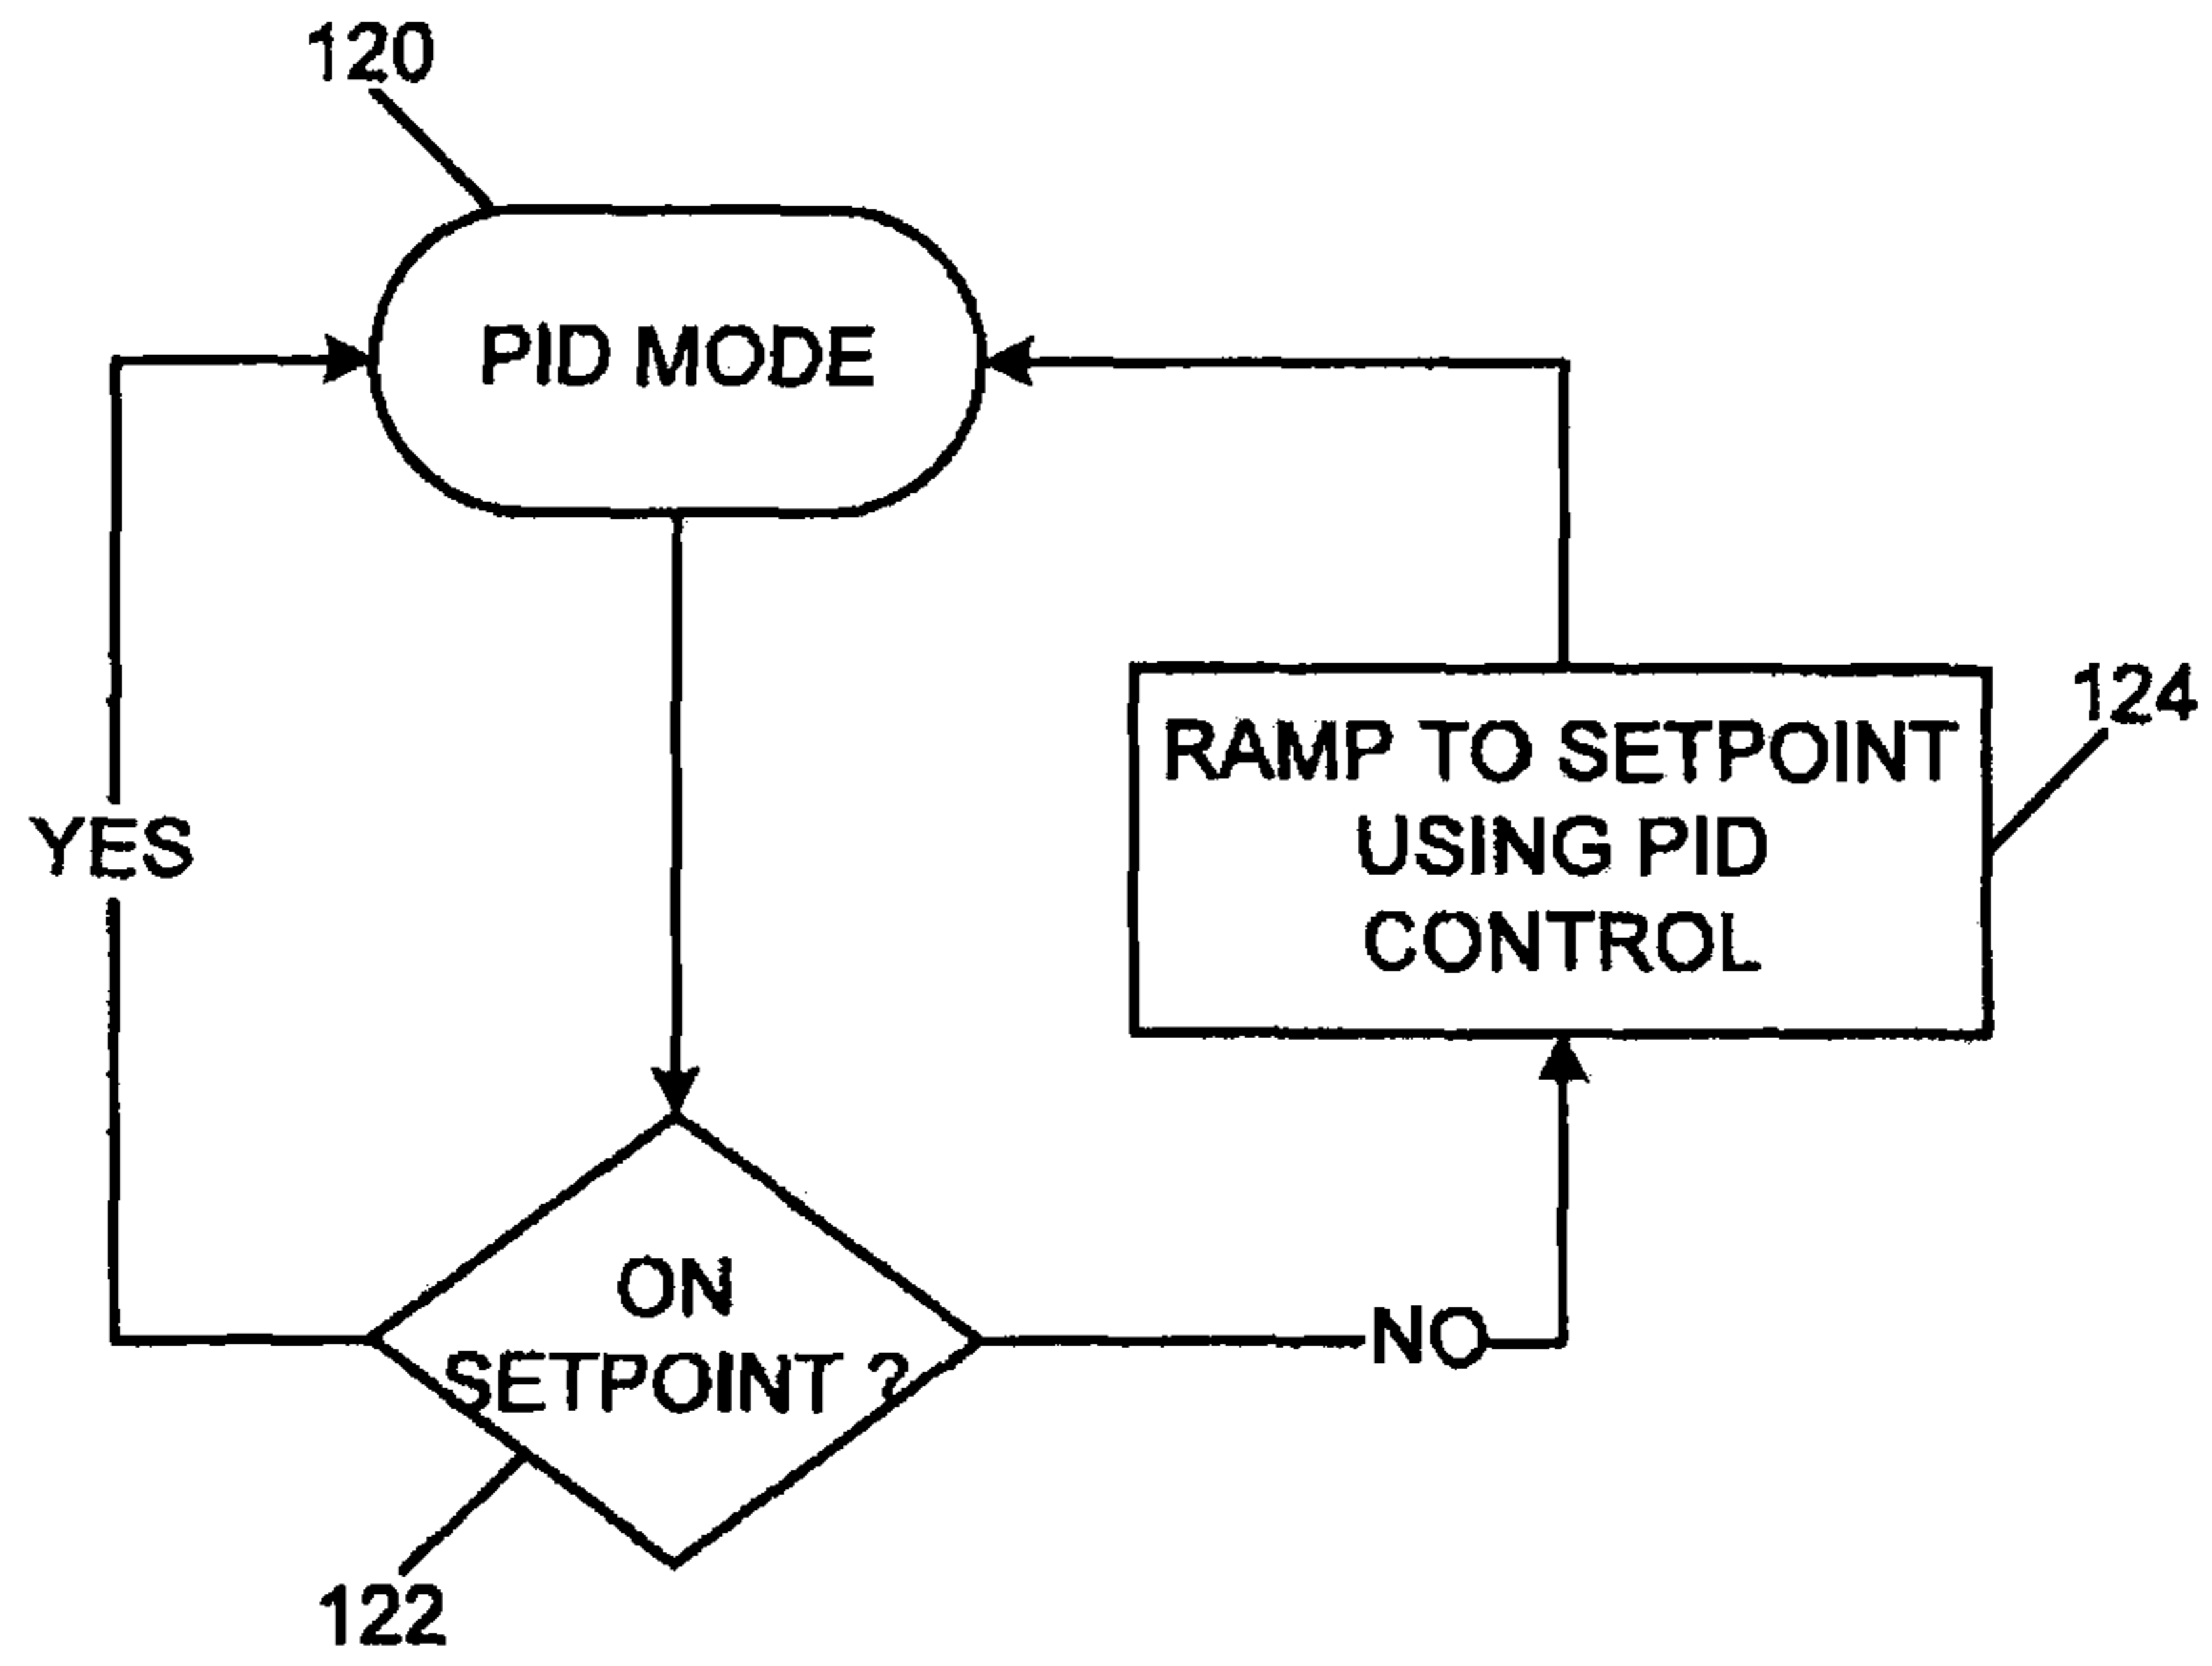 120
PID MODE
124
RAMP TO SETPOINT
USING PID
CONTROL
YES
ON
SETPOINT ?
NO
122